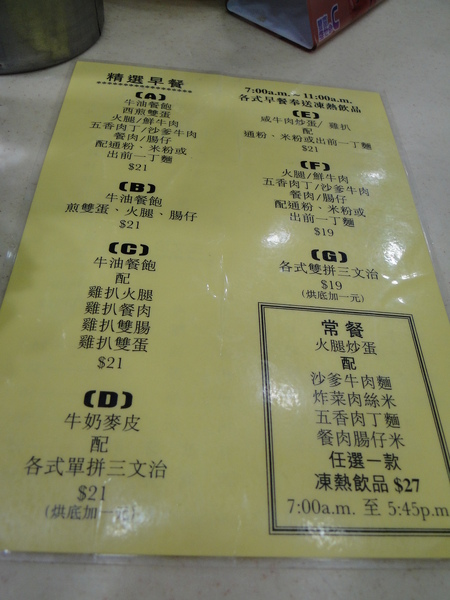 精選早餐
(A)
牛油餐飽
西煎雙蛋
火腿/鮮牛肉
五香肉丁/沙爹牛肉
餐肉/腸仔
配通粉、米粉或
出前一丁麵
$21
(B)
牛油餐飽
煎雙蛋、火腿、腸仔
$21
(C)
牛油餐飽
配
雞扒火腿
雞扒餐肉
雞扒雙腸
雞扒雙蛋
$21
(D)
牛奶麥皮
配
各式單拼三文治
$21
(烘底加一元)
7:00a.m. ~ 11:00a.m.
各式早餐奉送凍熱飲品
(E)
咸牛肉炒蛋/ 雞扒
配
通粉、米粉或出前一丁麵
$21
(F)
火腿/鮮牛肉
五香肉丁/沙爹牛肉
餐肉/腸仔
配通粉、米粉或
出前一丁麵
$19
(G)
各式雙拼三文治
$19
(烘底加一元)
常餐
火腿炒蛋
配
沙爹牛肉麵
炸菜肉絲米
五香肉丁麵
餐肉腸仔米
任選一款
凍熱飲品 $27
7:00a.m. 至 5:45p.m